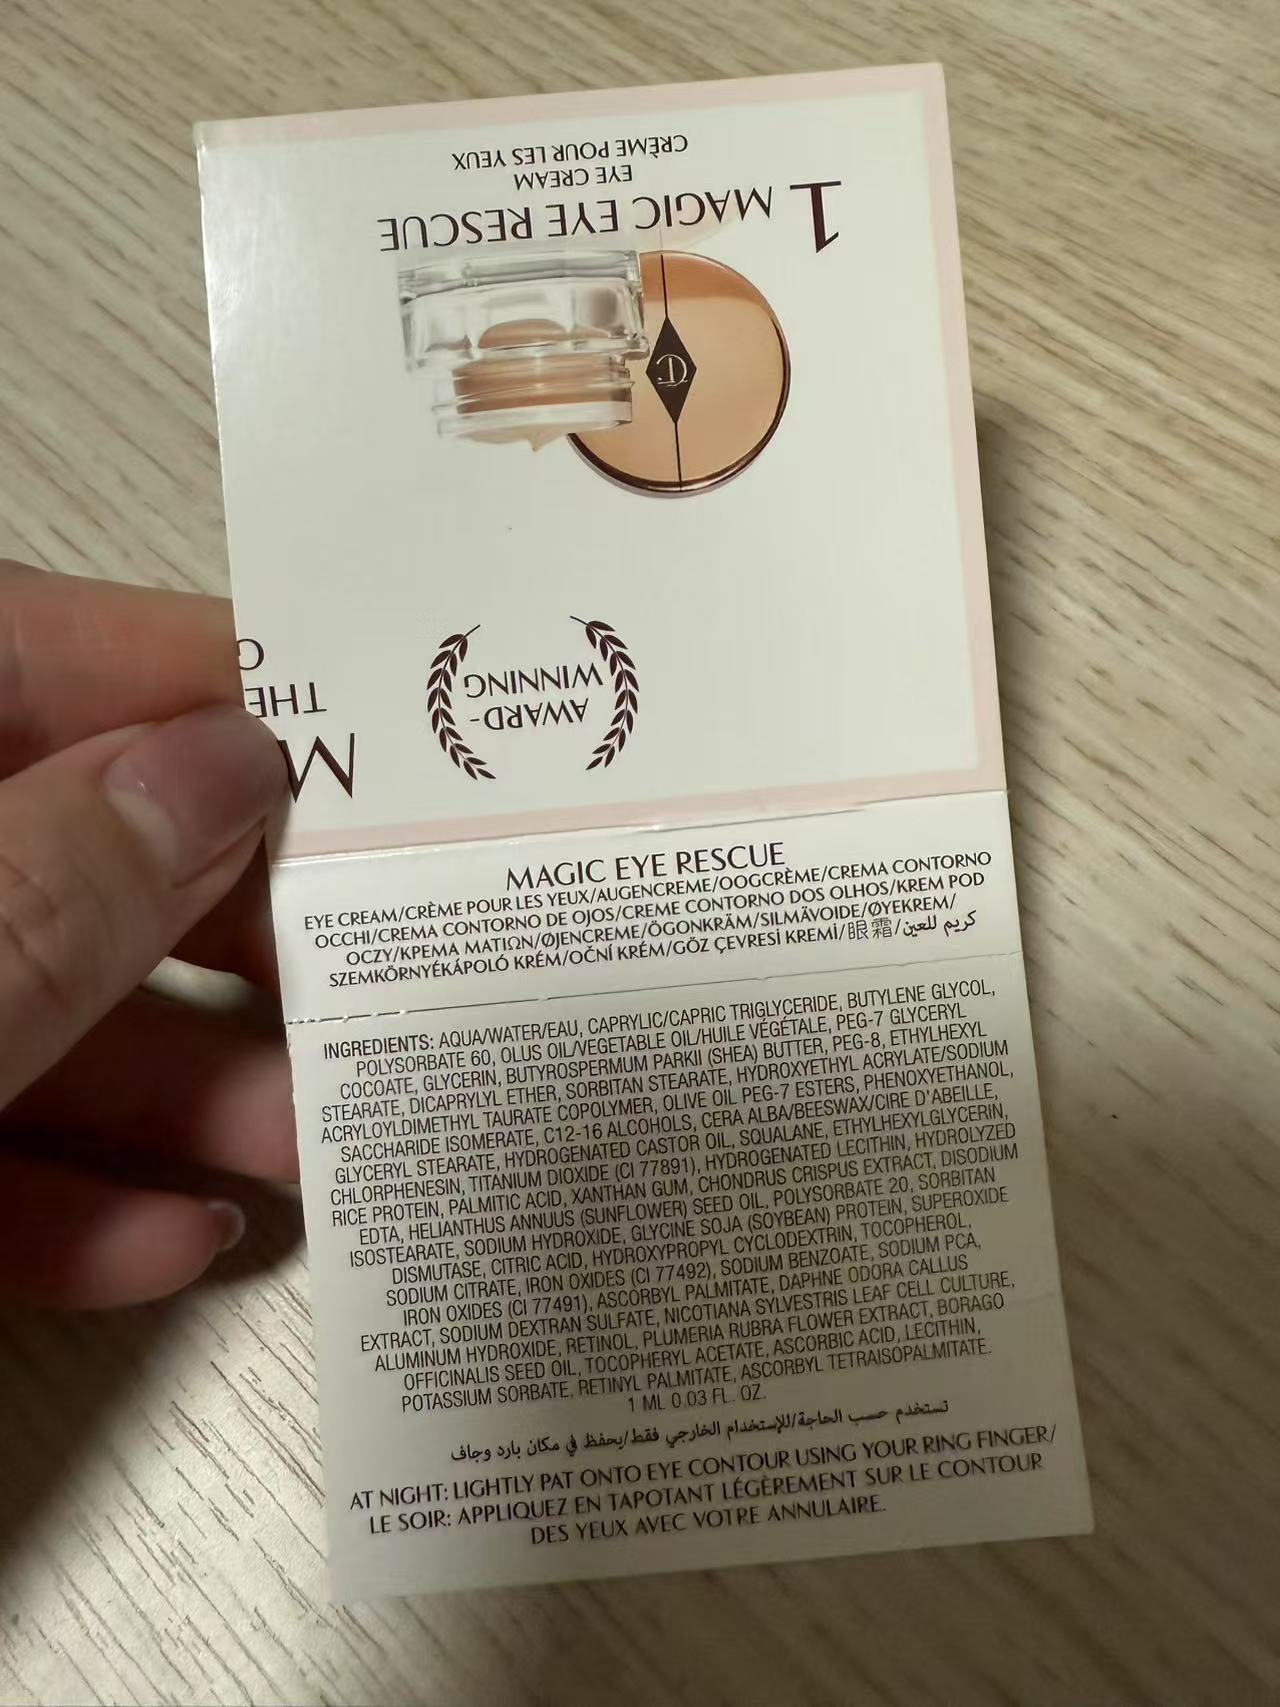 1 MAGIC EYE RESCUE
EYE CREAM
CRÈME POUR LES YEUX
AWARD-
WINNING
M
THE
G
MAGIC EYE RESCUE
EYE CREAM/CRÈME POUR LES YEUX/AUGENCREME/OOGCRÈME/CREMA CONTORNO
OCCHI/CREMA CONTORNO DE OJOS/CREME CONTORNO DOS OLHOS/KREM POD
OCZY/ΚΡΕΜΑ ΜΑΤΙΩΝ/ØJENCREME/ÖGONKRÄM/SILMÄVOIDE/ØYEKREM/
SZEMKÖRNYÉKÁPOLÓ KRÉM/OČNÍ KRÉM/GÖZ ÇEVRESİ KREMİ/眼霜/كريم للعين
INGREDIENTS: AQUA/WATER/EAU, CAPRYLIC/CAPRIC TRIGLYCERIDE, BUTYLENE GLYCOL,
POLYSORBATE 60, OLUS OIL/VEGETABLE OIL/HUILE VÉGÉTALE, PEG-7 GLYCERYL
COCOATE, GLYCERIN, BUTYROSPERMUM PARKII (SHEA) BUTTER, PEG-8, ETHYLHEXYL
STEARATE, DICAPRYLYL ETHER, SORBITAN STEARATE, HYDROXYETHYL ACRYLATE/SODIUM
ACRYLOYLDIMETHYL TAURATE COPOLYMER, OLIVE OIL PEG-7 ESTERS, PHENOXYETHANOL,
SACCHARIDE ISOMERATE, C12-16 ALCOHOLS, CERA ALBA/BEESWAX/CIRE D'ABEILLE,
GLYCERYL STEARATE, HYDROGENATED CASTOR OIL, SQUALANE, ETHYLHEXYLGLYCERIN,
CHLORPHENESIN, TITANIUM DIOXIDE (CI 77891), HYDROGENATED LECITHIN, HYDROLYZED
RICE PROTEIN, PALMITIC ACID, XANTHAN GUM, CHONDRUS CRISPUS EXTRACT, DISODIUM
EDTA, HELIANTHUS ANNUUS (SUNFLOWER) SEED OIL, POLYSORBATE 20, SORBITAN
ISOSTEARATE, SODIUM HYDROXIDE, GLYCINE SOJA (SOYBEAN) PROTEIN, SUPEROXIDE
DISMUTASE, CITRIC ACID, HYDROXYPROPYL CYCLODEXTRIN, TOCOPHEROL,
SODIUM CITRATE, IRON OXIDES (CI 77492), SODIUM BENZOATE, SODIUM PCA,
IRON OXIDES (CI 77491), ASCORBYL PALMITATE, DAPHNE ODORA CALLUS
EXTRACT, SODIUM DEXTRAN SULFATE, NICOTIANA SYLVESTRIS LEAF CELL CULTURE,
ALUMINUM HYDROXIDE, RETINOL, PLUMERIA RUBRA FLOWER EXTRACT, BORAGO
OFFICINALIS SEED OIL, TOCOPHERYL ACETATE, ASCORBIC ACID, LECITHIN,
POTASSIUM SORBATE, RETINYL PALMITATE, ASCORBYL TETRAISOPALMITATE.
1 ML 0.03 FL. OZ.
تستخدم حسب الحاجة/للإستخدام الخارجي فقط/يحفظ في مكان بارد وجاف
AT NIGHT: LIGHTLY PAT ONTO EYE CONTOUR USING YOUR RING FINGER/
LE SOIR: APPLIQUEZ EN TAPOTANT LÉGÈREMENT SUR LE CONTOUR
DES YEUX AVEC VOTRE ANNULAIRE.